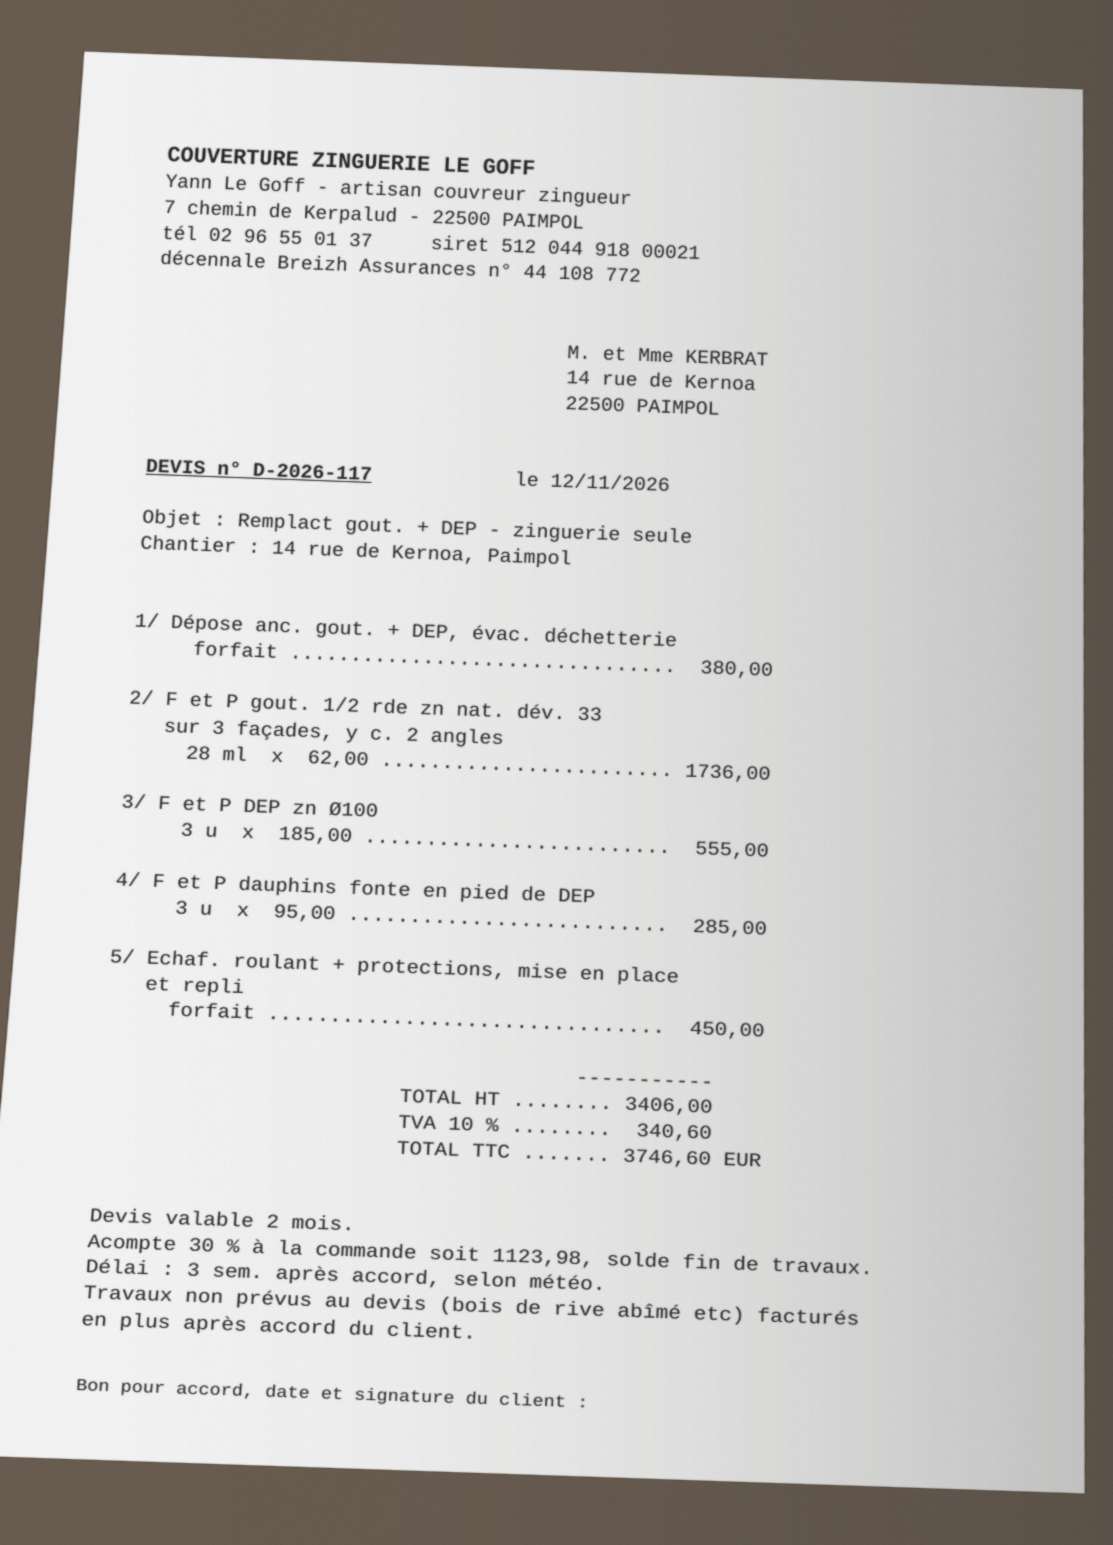 COUVERTURE ZINGUERIE LE GOFF
Yann Le Goff - artisan couvreur zingueur
7 chemin de Kerpalud - 22500 PAIMPOL
tél 02 96 55 01 37     siret 512 044 918 00021
décennale Breizh Assurances n° 44 108 772
M. et Mme KERBRAT
14 rue de Kernoa
22500 PAIMPOL
DEVIS n° D-2026-117            le 12/11/2026
Objet : Remplact gout. + DEP - zinguerie seule
Chantier : 14 rue de Kernoa, Paimpol
1/ Dépose anc. gout. + DEP, évac. déchetterie
forfait ................................  380,00
2/ F et P gout. 1/2 rde zn nat. dév. 33
sur 3 façades, y c. 2 angles
28 ml  x  62,00 ........................ 1736,00
3/ F et P DEP zn Ø100
3 u  x  185,00 .........................  555,00
4/ F et P dauphins fonte en pied de DEP
3 u  x  95,00 ..........................  285,00
5/ Echaf. roulant + protections, mise en place
et repli
forfait ................................  450,00
-----------
TOTAL HT ........ 3406,00
TVA 10 % ........  340,60
TOTAL TTC ....... 3746,60 EUR
Devis valable 2 mois.
Acompte 30 % à la commande soit 1123,98, solde fin de travaux.
Délai : 3 sem. après accord, selon météo.
Travaux non prévus au devis (bois de rive abîmé etc) facturés
en plus après accord du client.
Bon pour accord, date et signature du client :